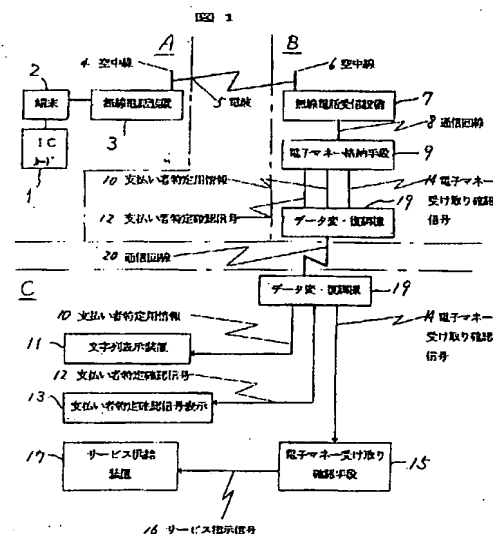 図 1
A
B
4 空中線
6 空中線
2
端末
無線電話装置
5 電波
無線電話受信設備
7
3
8 通信回線
IC
カード
1
電子マネー格納手段
9
10 支払い者特定用情報
14 電子マネー
受け取り確認
信号
12 支払い者特定確認信号
データ変・復調機
19
20 通信回線
C
データ変・復調機
19
10 支払い者特定用情報
14 電子マネー
受け取り確認
信号
11
文字列表示装置
12 支払い者特定確認信号
13
支払い者特定確認信号表示
17
サービス供給
装置
電子マネー受け取り
確認手段
15
16 サービス指示信号